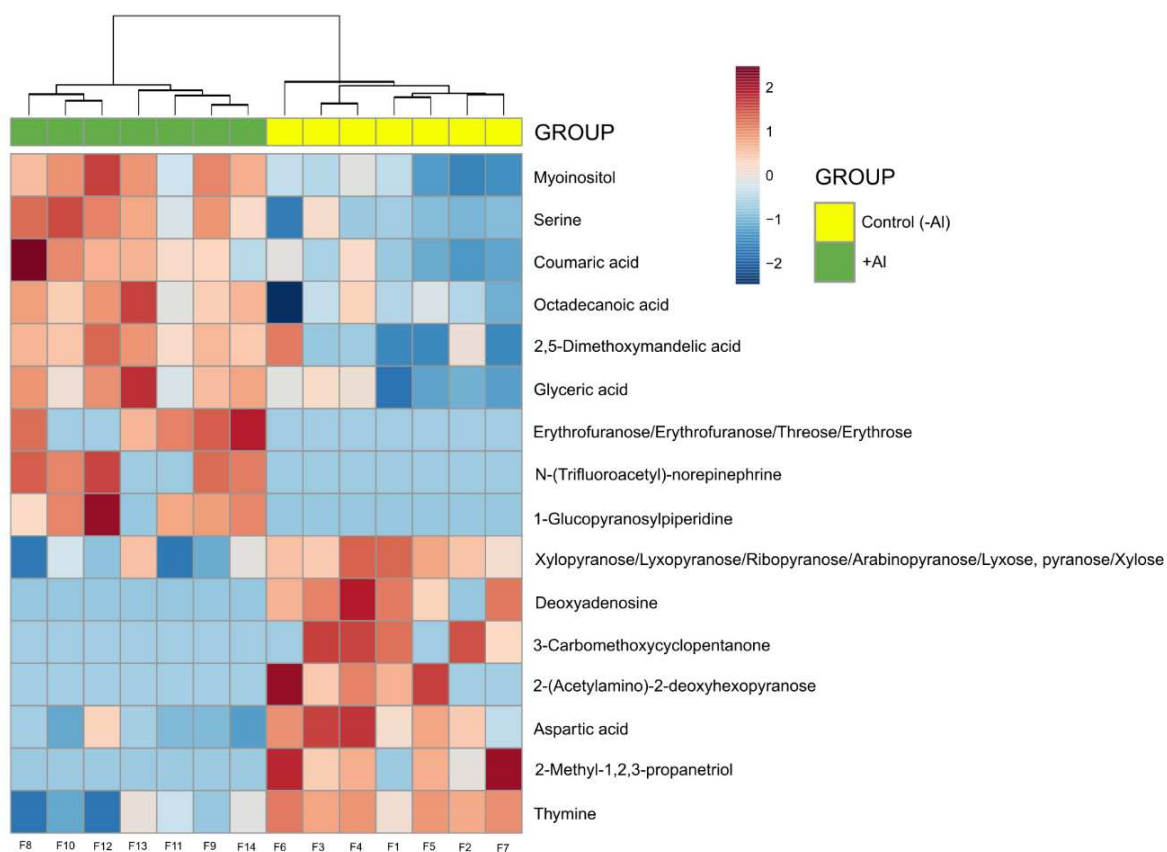 GROUP
2
1
0
−1
−2
GROUP
Control (-Al)
+Al
Myoinositol
Serine
Coumaric acid
Octadecanoic acid
2,5-Dimethoxymandelic acid
Glyceric acid
Erythrofuranose/Erythrofuranose/Threose/Erythrose
N-(Trifluoroacetyl)-norepinephrine
1-Glucopyranosylpiperidine
Xylopyranose/Lyxopyranose/Ribopyranose/Arabinopyranose/Lyxose, pyranose/Xylose
Deoxyadenosine
3-Carbomethoxycyclopentanone
2-(Acetylamino)-2-deoxyhexopyranose
Aspartic acid
2-Methyl-1,2,3-propanetriol
Thymine
F8 F10 F12 F13 F11 F9 F14 F6 F3 F4 F1 F5 F2 F7